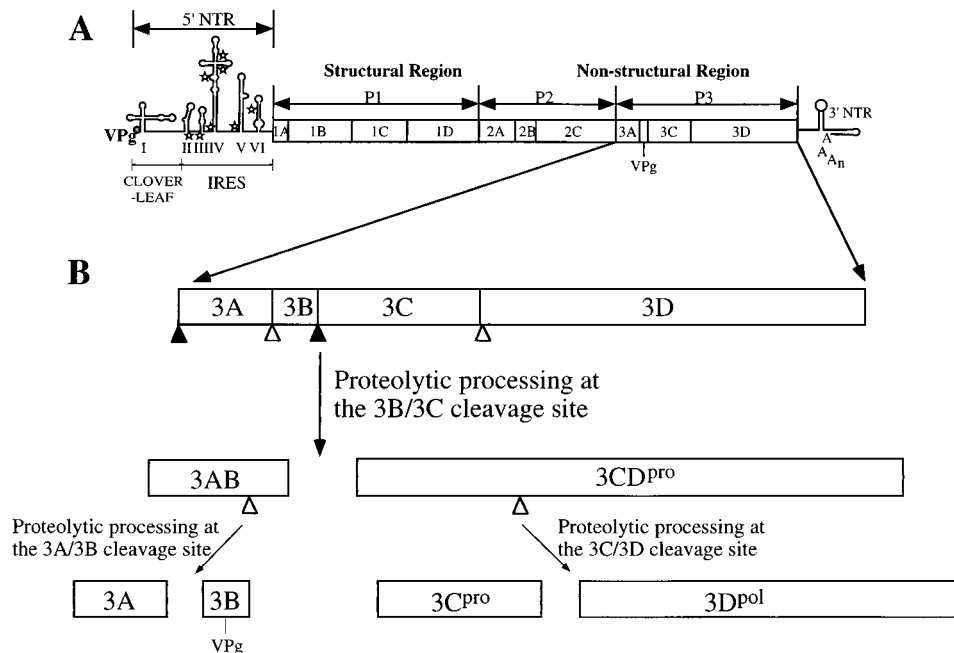 A
5' NTR
Structural Region
Non-structural Region
P1
P2
P3
VPg
1A 1B 1C 1D 2A 2B 2C 3A 3C 3D
3' NTR
I II III IV V VI
VPg
A
A An
CLOVER
-LEAF
IRES
B
3A 3B 3C 3D
Proteolytic processing at
the 3B/3C cleavage site
3AB
3CDpro
Proteolytic processing at
the 3A/3B cleavage site
Proteolytic processing at
the 3C/3D cleavage site
3A
3B
3Cpro
3Dpol
VPg